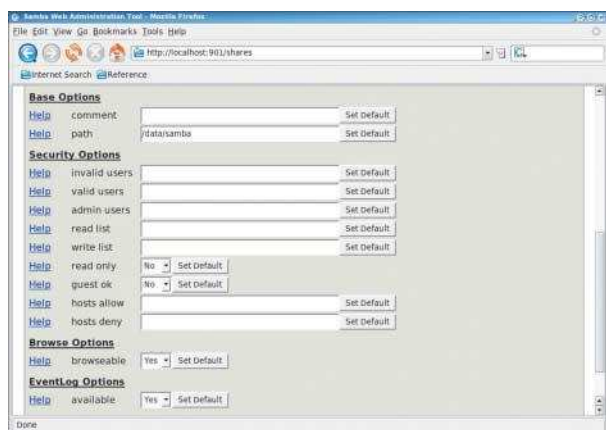 Samba Web Administration Tool - Mozilla Firefox
File Edit View Go Bookmarks Tools Help
http://localhost:901/shares
Internet Search Reference
Base Options
Help comment Set Default
Help path /data/samba Set Default
Security Options
Help invalid users Set Default
Help valid users Set Default
Help admin users Set Default
Help read list Set Default
Help write list Set Default
Help read only No Set Default
Help guest ok No Set Default
Help hosts allow Set Default
Help hosts deny Set Default
Browse Options
Help browseable Yes Set Default
EventLog Options
Help available Yes Set Default
Done